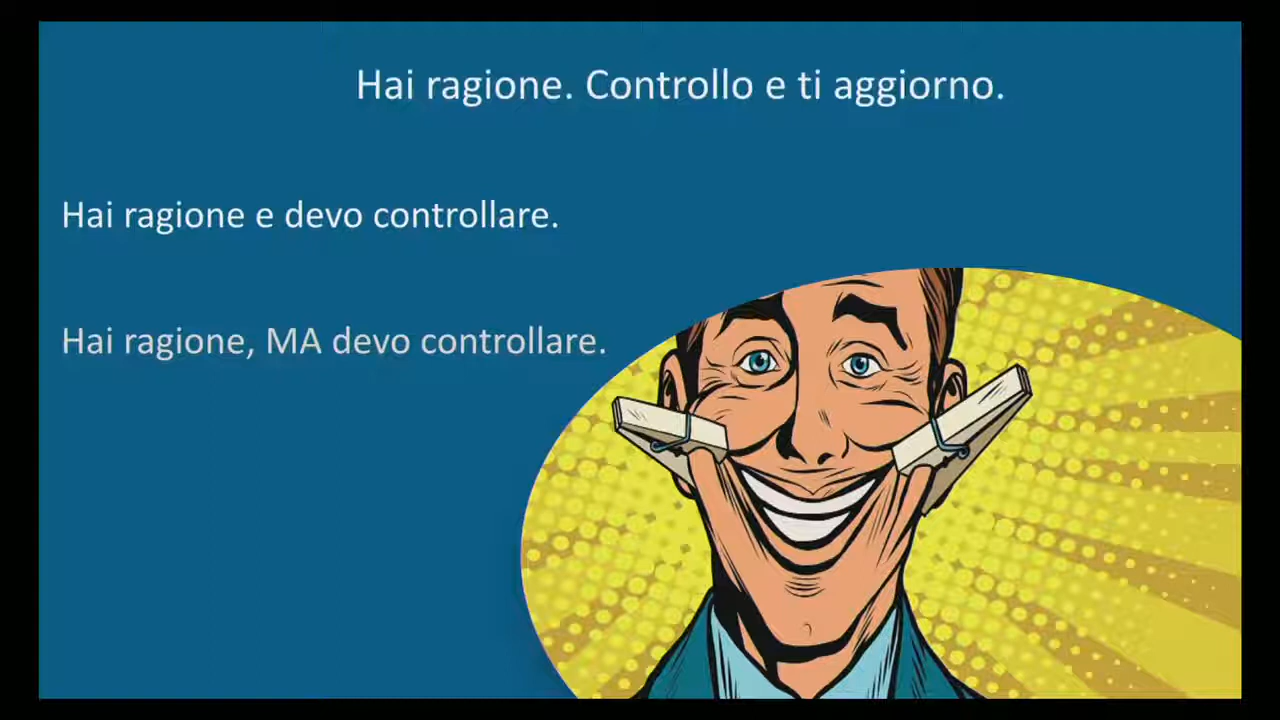 Hai ragione. Controllo e ti aggiorno.
Hai ragione e devo controllare.
Hai ragione, MA devo controllare.